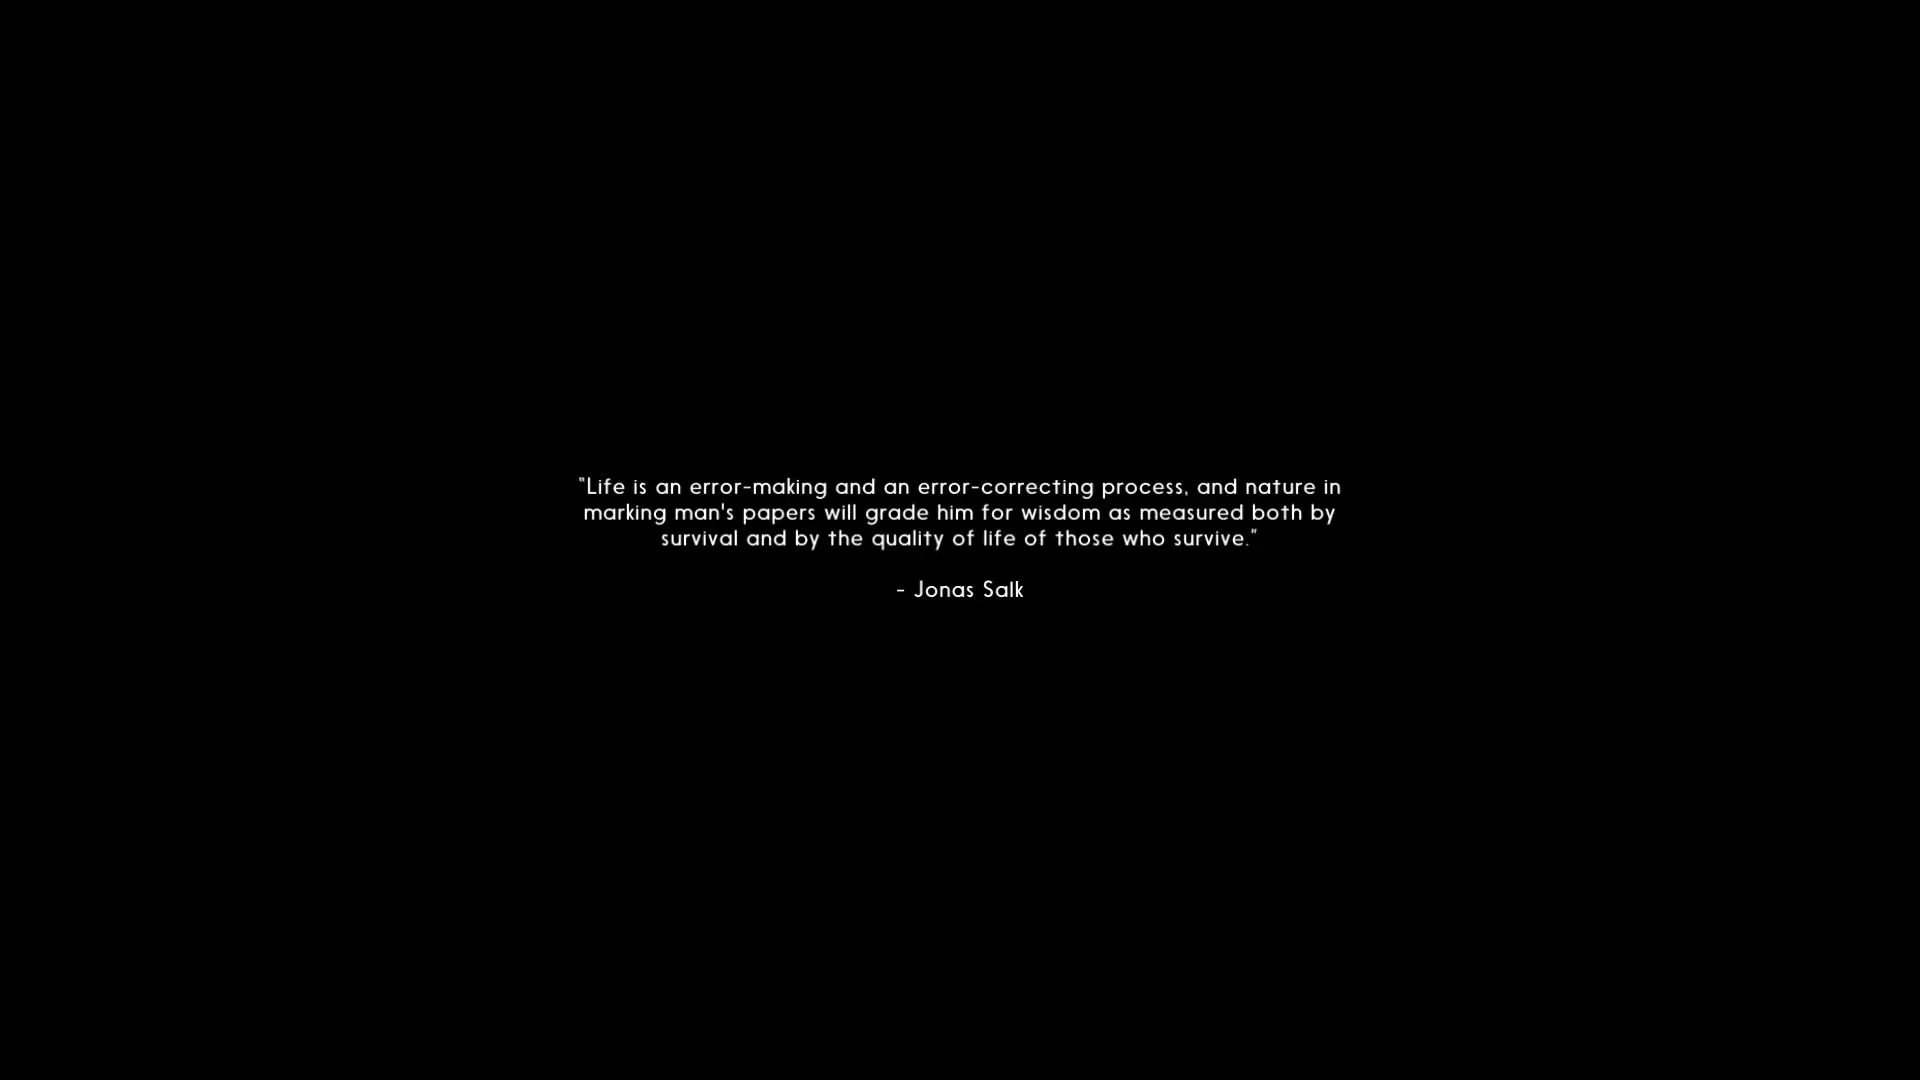 "Life is an error-making and an error-correcting process, and nature in
marking man's papers will grade him for wisdom as measured both by
survival and by the quality of life of those who survive."
- Jonas Salk